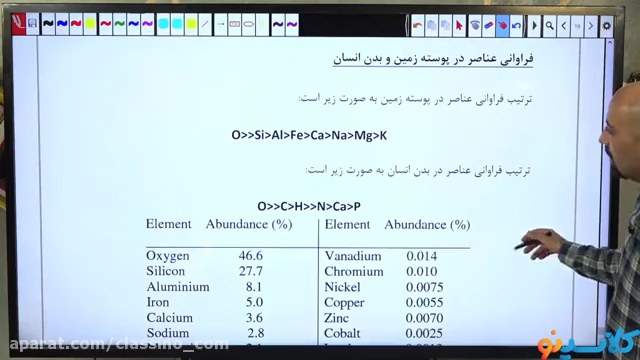 فراوانی عناصر در پوسته زمین و بدن انسان
ترتیب فراوانی عناصر در پوسته زمین به صورت زیر است:
O>>Si>Al>Fe>Ca>Na>Mg>K
ترتیب فراوانی عناصر در بدن انسان به صورت زیر است:
O>>C>H>>N>Ca>P
Element Abundance (%) Element Abundance (%)
Oxygen 46.6 Vanadium 0.014
Silicon 27.7 Chromium 0.010
Aluminium 8.1 Nickel 0.0075
Iron 5.0 Copper 0.0055
Calcium 3.6 Zinc 0.0070
Sodium 2.8 Cobalt 0.0025
aparat.com/classino_com
کلاسینو